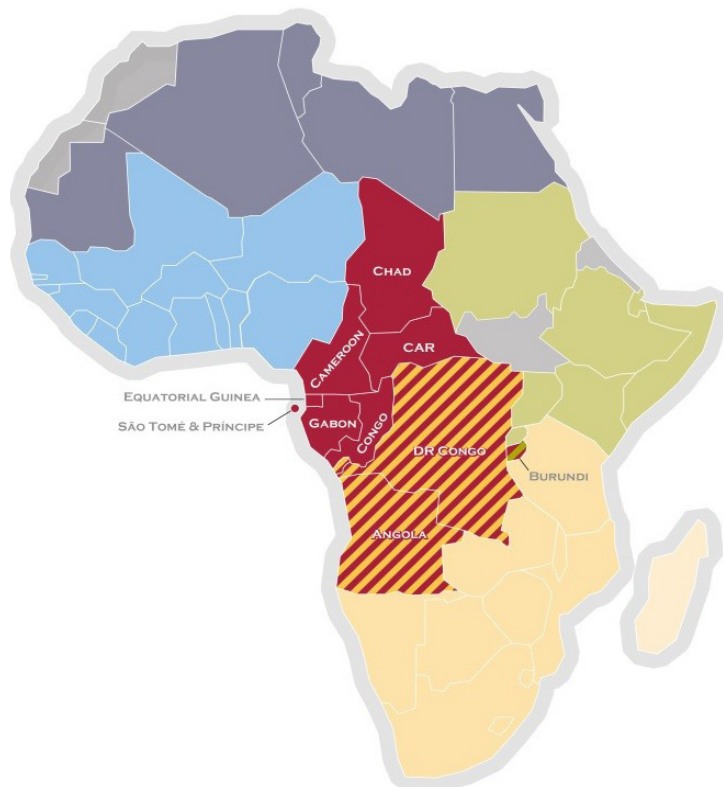 Chad
Cameroon
CAR
Equatorial Guinea
Gabon
Congo
São Tomé & Príncipe
DR Congo
Burundi
Angola